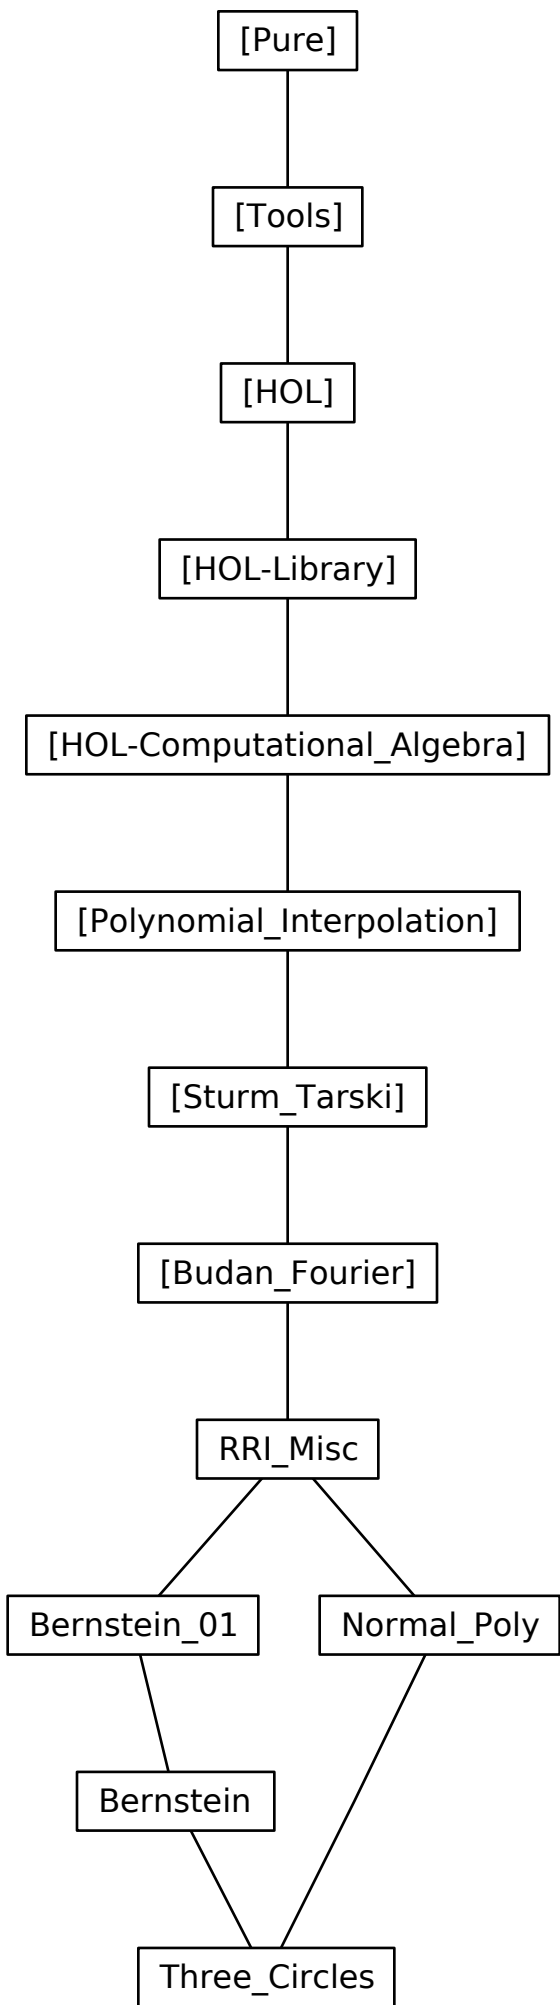 [Pure]
[Tools]
[HOL]
[HOL-Library]
[HOL-Computational_Algebra]
[Polynomial_Interpolation]
[Sturm_Tarski]
[Budan_Fourier]
RRI_Misc
Bernstein_01
Normal_Poly
Bernstein
Three_Circles